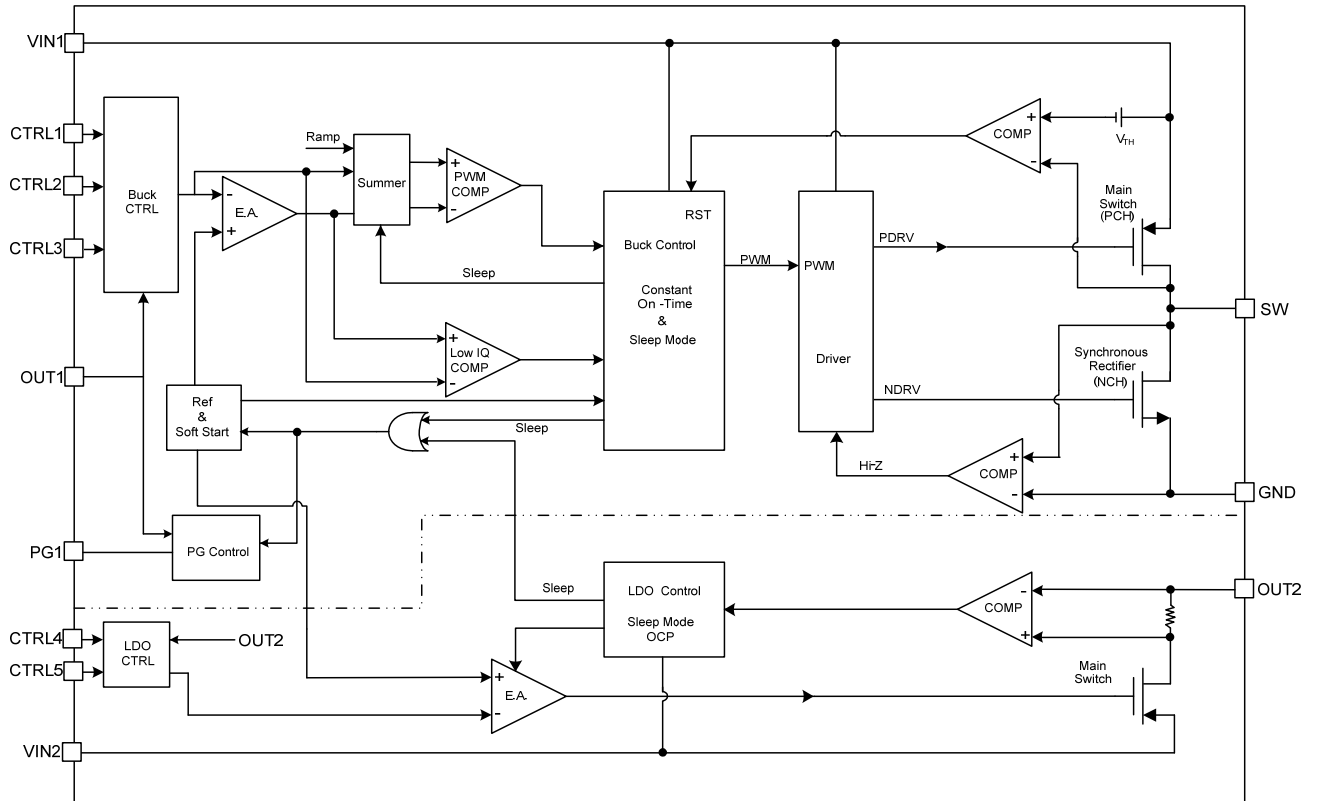 VIN1
CTRL1
CTRL2
CTRL3
OUT1
PG1
CTRL4
CTRL5
VIN2
Buck
CTRL
-
E.A.
+
Ramp
Summer
+
PWM
COMP
-
Sleep
+
Low IQ
COMP
-
Ref
&
Soft Start
Sleep
PG Control
RST
Buck Control
Constant
On -Time
&
Sleep Mode
PWM
PWM
Driver
PDRV
NDRV
Hi-Z
+
COMP
-
VTH
Main
Switch
(PCH)
SW
Synchronous
Rectifier
(NCH)
+
COMP
-
GND
LDO
CTRL
OUT2
Sleep
LDO Control
Sleep Mode
OCP
-
COMP
+
OUT2
+
E.A.
-
Main
Switch